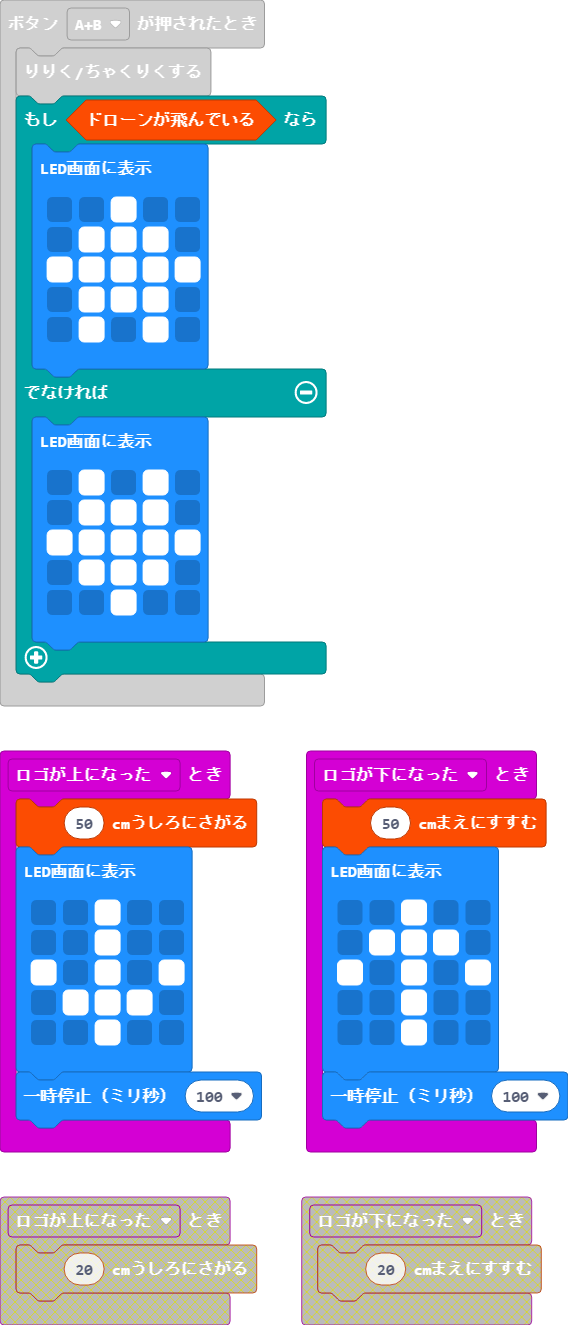 ボタン A+B が押されたとき
りりく/ちゃくりくする
もし ドローンが飛んでいる なら
LED画面に表示
でなければ
LED画面に表示
ロゴが上になった とき
50 cmうしろにさがる
LED画面に表示
一時停止（ミリ秒） 100
ロゴが下になった とき
50 cmまえにすすむ
LED画面に表示
一時停止（ミリ秒） 100
ロゴが上になった とき
20 cmうしろにさがる
ロゴが下になった とき
20 cmまえにすすむ